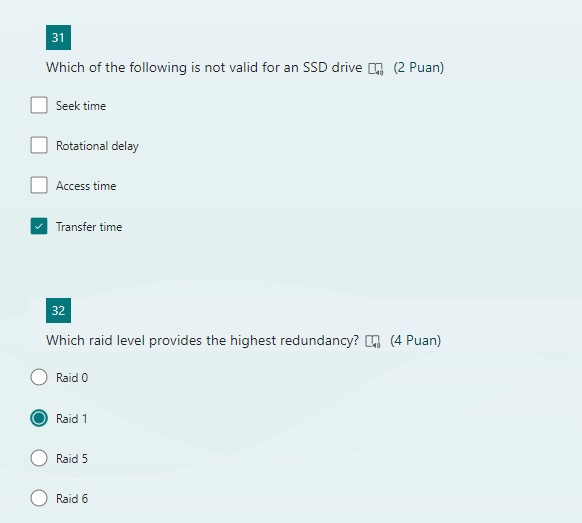 31
Which of the following is not valid for an SSD drive (2 Puan)
Seek time
Rotational delay
Access time
Transfer time
32
Which raid level provides the highest redundancy? (4 Puan)
Raid 0
Raid 1
Raid 5
Raid 6